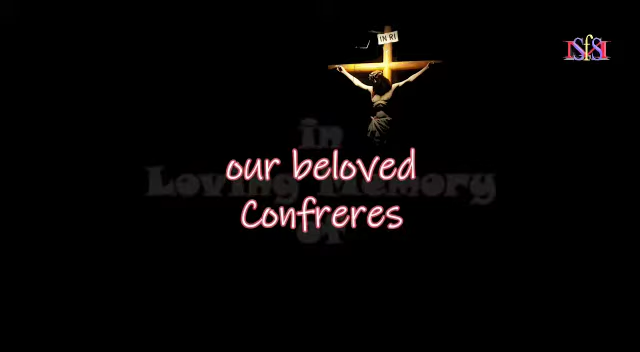 INRI
in
our beloved
Loving Memory
Confreres
of